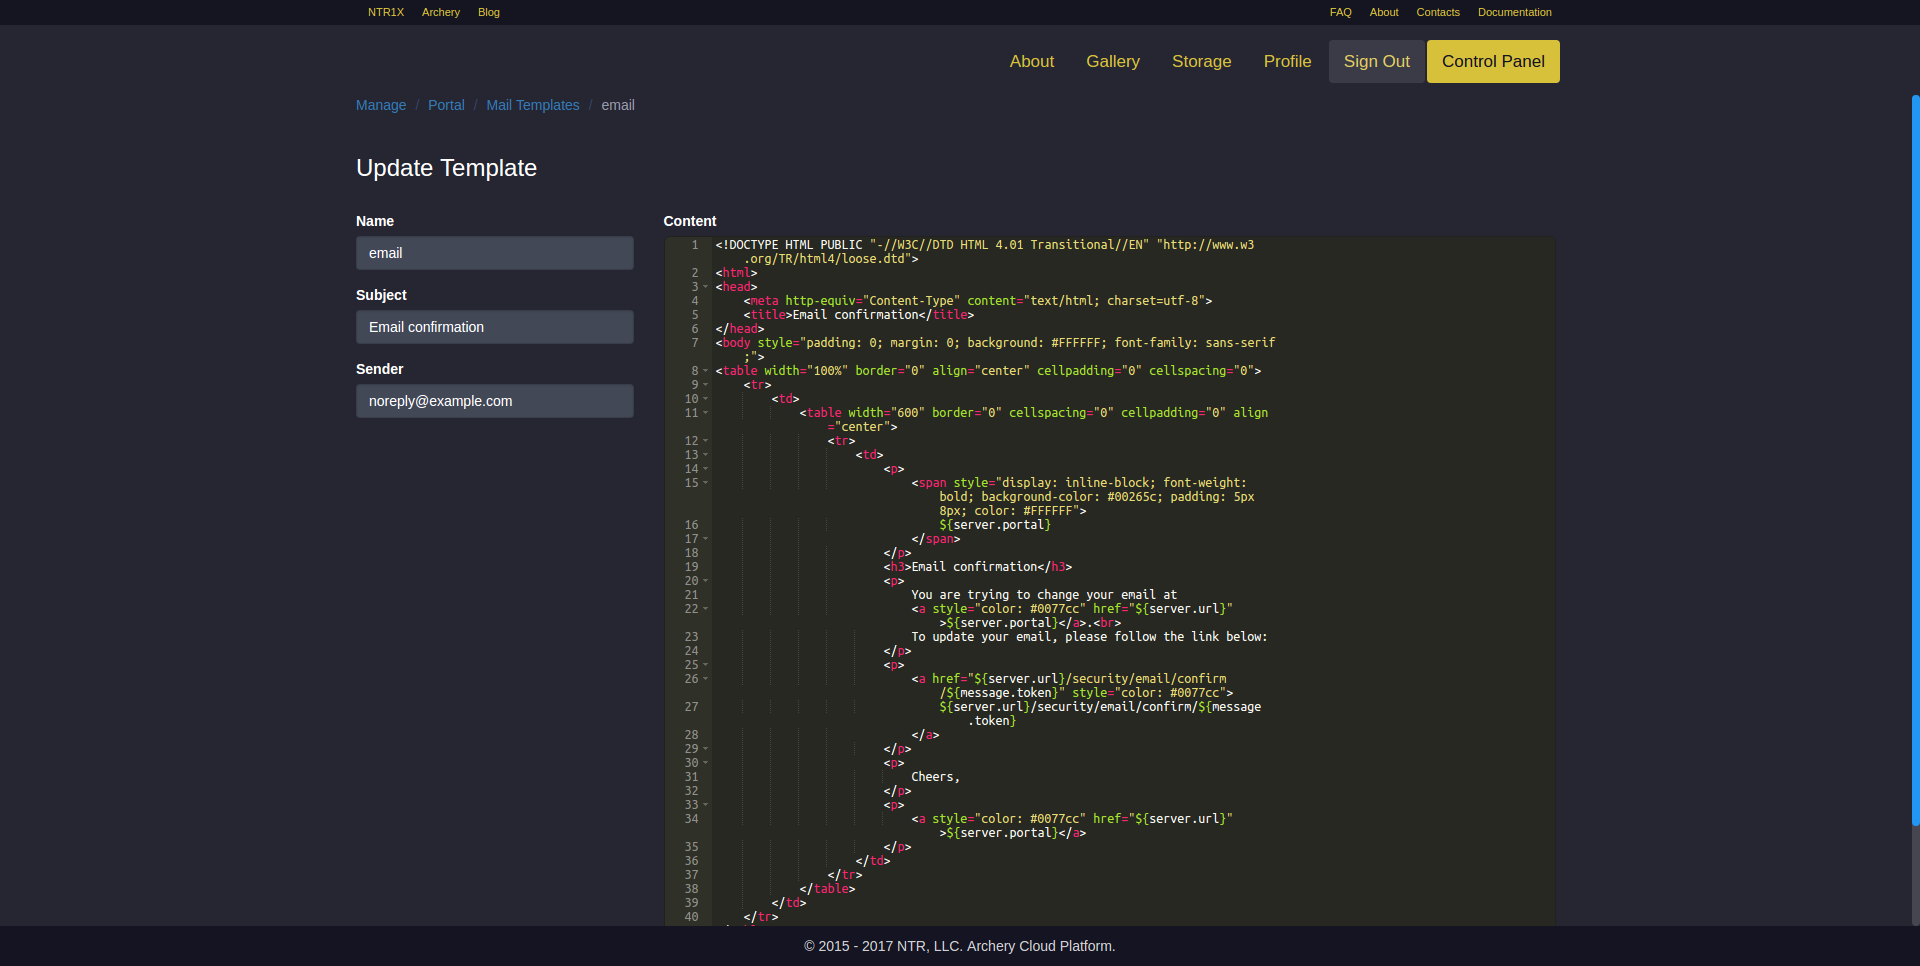 NTR1X Archery Blog FAQ About Contacts Documentation
About Gallery Storage Profile Sign Out Control Panel
Manage / Portal / Mail Templates / email
Update Template
Name
email
Subject
Email confirmation
Sender
noreply@example.com
Content
1 <!DOCTYPE HTML PUBLIC "-//W3C//DTD HTML 4.01 Transitional//EN" "http://www.w3
.org/TR/html4/loose.dtd">
2 <html>
3 <head>
4 <meta http-equiv="Content-Type" content="text/html; charset=utf-8">
5 <title>Email confirmation</title>
6 </head>
7 <body style="padding: 0; margin: 0; background: #FFFFFF; font-family: sans-serif
;">
8 <table width="100%" border="0" align="center" cellpadding="0" cellspacing="0">
9 <tr>
10 <td>
11 <table width="600" border="0" cellspacing="0" cellpadding="0" align
="center">
12 <tr>
13 <td>
14 <p>
15 <span style="display: inline-block; font-weight:
bold; background-color: #00265c; padding: 5px
8px; color: #FFFFFF">
16 ${server.portal}
17 </span>
18 </p>
19 <h3>Email confirmation</h3>
20 <p>
21 You are trying to change your email at
22 <a style="color: #0077cc" href="${server.url}"
>${server.portal}</a>.<br>
23 To update your email, please follow the link below:
24 </p>
25 <p>
26 <a href="${server.url}/security/email/confirm
/${message.token}" style="color: #0077cc">
27 ${server.url}/security/email/confirm/${message
.token}
28 </a>
29 </p>
30 <p>
31 Cheers,
32 </p>
33 <p>
34 <a style="color: #0077cc" href="${server.url}"
>${server.portal}</a>
35 </p>
36 </td>
37 </tr>
38 </table>
39 </td>
40 </tr>
© 2015 - 2017 NTR, LLC. Archery Cloud Platform.